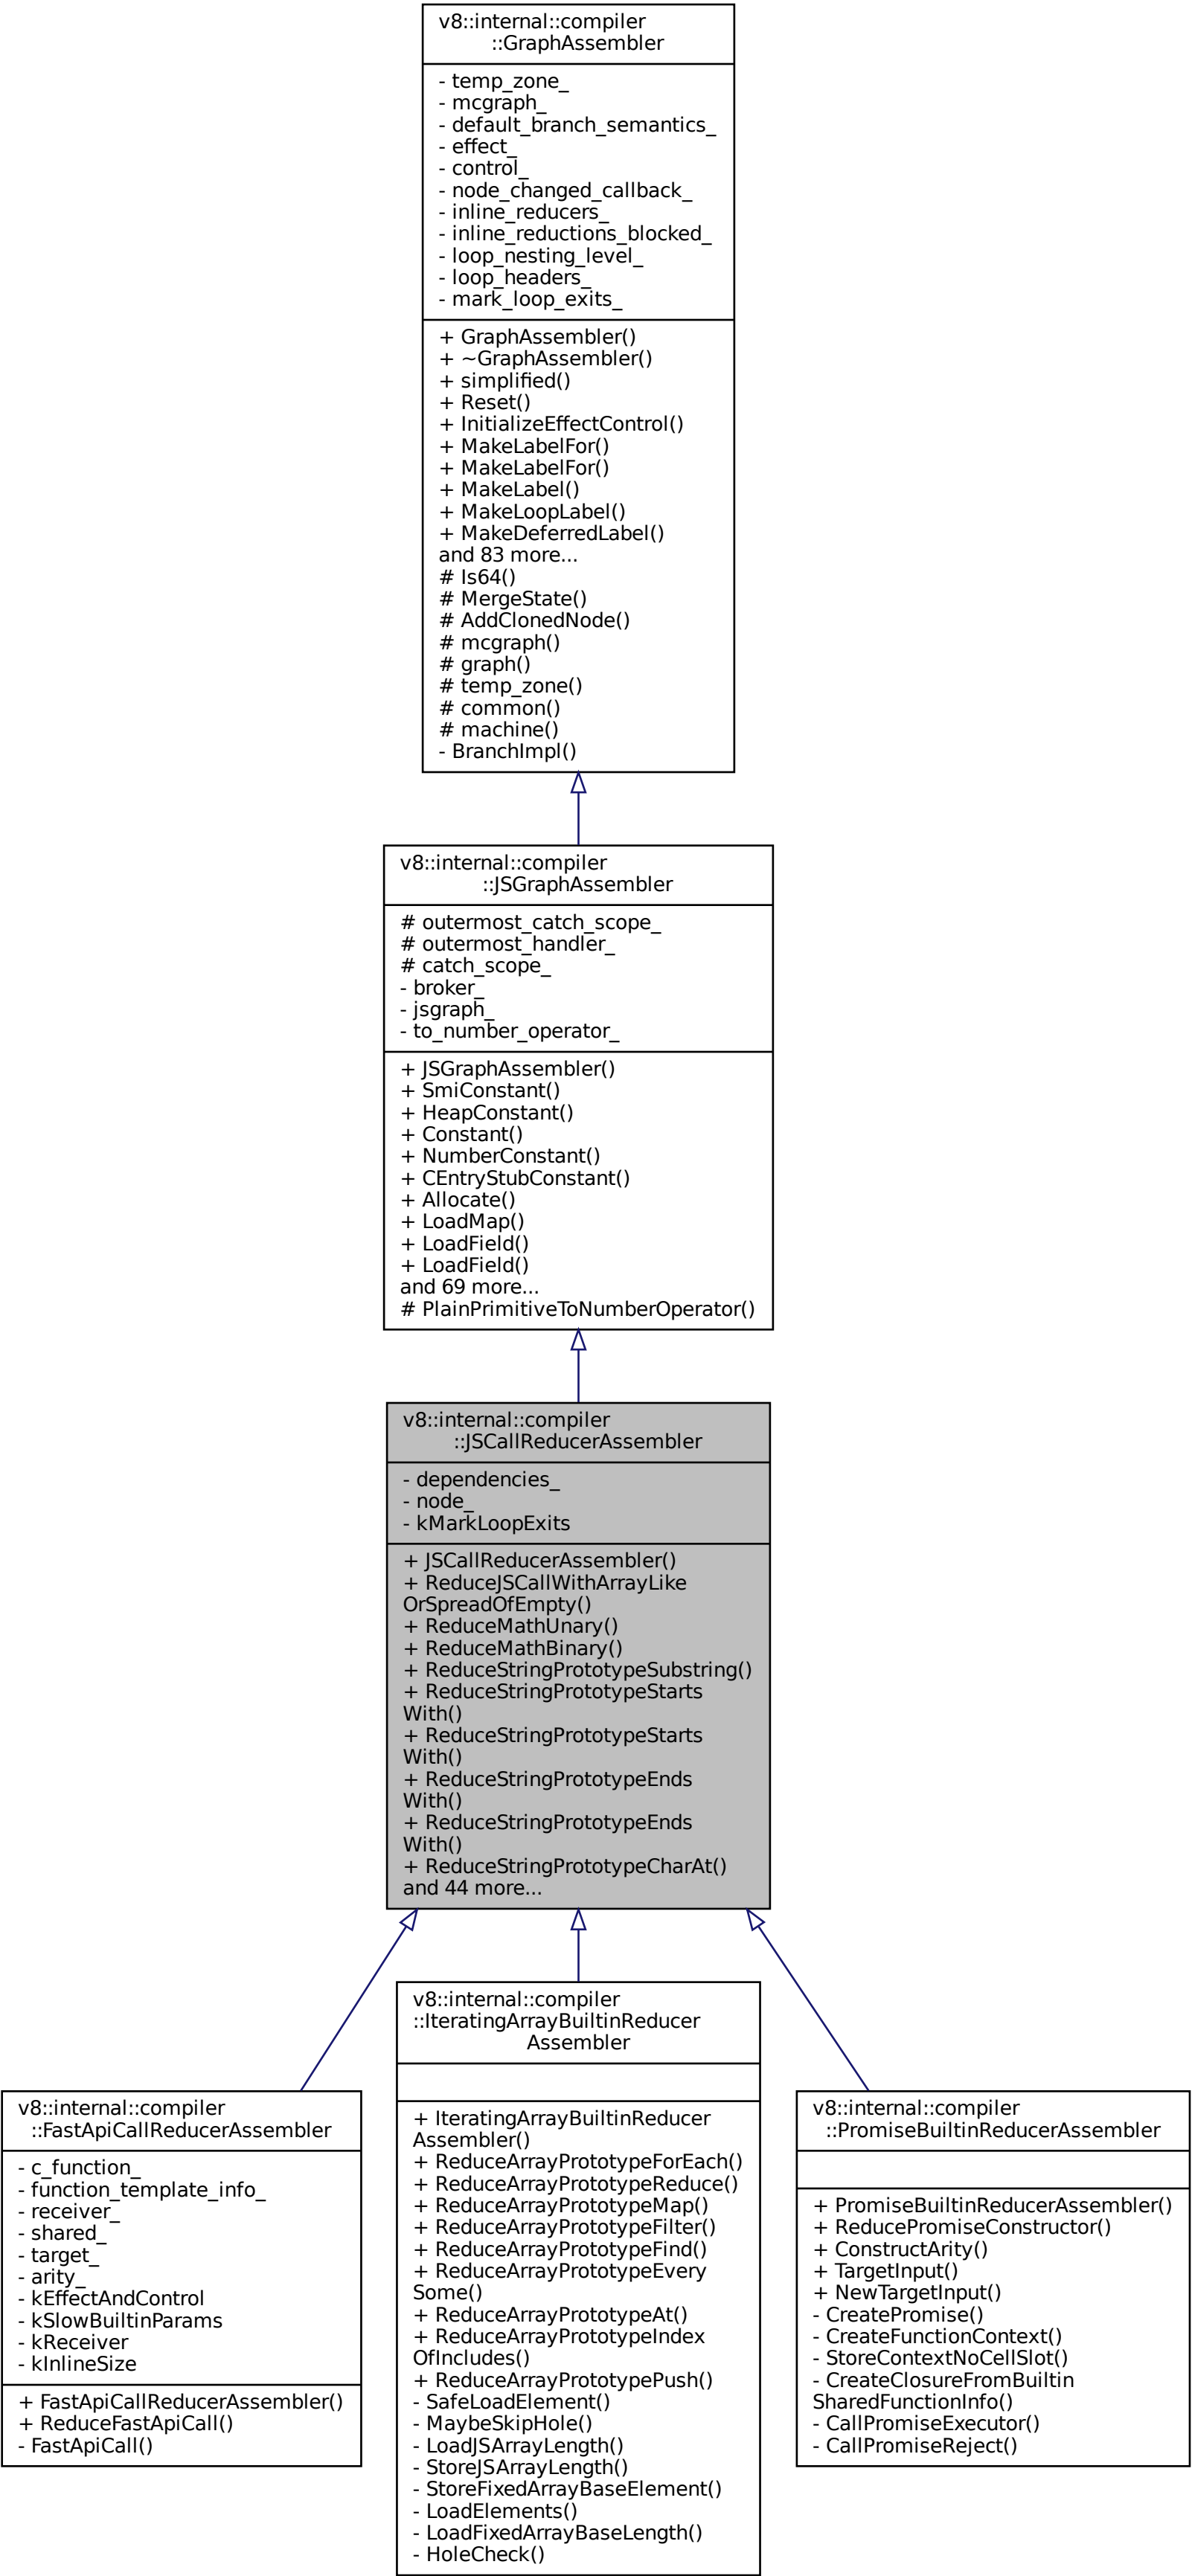 v8::internal::compiler
::GraphAssembler
- temp_zone_
- mcgraph_
- default_branch_semantics_
- effect_
- control_
- node_changed_callback_
- inline_reducers_
- inline_reductions_blocked_
- loop_nesting_level_
- loop_headers_
- mark_loop_exits_
+ GraphAssembler()
+ ~GraphAssembler()
+ simplified()
+ Reset()
+ InitializeEffectControl()
+ MakeLabelFor()
+ MakeLabelFor()
+ MakeLabel()
+ MakeLoopLabel()
+ MakeDeferredLabel()
and 83 more...
# Is64()
# MergeState()
# AddClonedNode()
# mcgraph()
# graph()
# temp_zone()
# common()
# machine()
- BranchImpl()
v8::internal::compiler
::JSGraphAssembler
# outermost_catch_scope_
# outermost_handler_
# catch_scope_
- broker_
- jsgraph_
- to_number_operator_
+ JSGraphAssembler()
+ SmiConstant()
+ HeapConstant()
+ Constant()
+ NumberConstant()
+ CEntryStubConstant()
+ Allocate()
+ LoadMap()
+ LoadField()
+ LoadField()
and 69 more...
# PlainPrimitiveToNumberOperator()
v8::internal::compiler
::JSCallReducerAssembler
- dependencies_
- node_
- kMarkLoopExits
+ JSCallReducerAssembler()
+ ReduceJSCallWithArrayLike
OrSpreadOfEmpty()
+ ReduceMathUnary()
+ ReduceMathBinary()
+ ReduceStringPrototypeSubstring()
+ ReduceStringPrototypeStarts
With()
+ ReduceStringPrototypeStarts
With()
+ ReduceStringPrototypeEnds
With()
+ ReduceStringPrototypeEnds
With()
+ ReduceStringPrototypeCharAt()
and 44 more...
v8::internal::compiler
::FastApiCallReducerAssembler
- c_function_
- function_template_info_
- receiver_
- shared_
- target_
- arity_
- kEffectAndControl
- kSlowBuiltinParams
- kReceiver
- kInlineSize
+ FastApiCallReducerAssembler()
+ ReduceFastApiCall()
- FastApiCall()
v8::internal::compiler
::IteratingArrayBuiltinReducer
Assembler
+ IteratingArrayBuiltinReducer
Assembler()
+ ReduceArrayPrototypeForEach()
+ ReduceArrayPrototypeReduce()
+ ReduceArrayPrototypeMap()
+ ReduceArrayPrototypeFilter()
+ ReduceArrayPrototypeFind()
+ ReduceArrayPrototypeEvery
Some()
+ ReduceArrayPrototypeAt()
+ ReduceArrayPrototypeIndex
OfIncludes()
+ ReduceArrayPrototypePush()
- SafeLoadElement()
- MaybeSkipHole()
- LoadJSArrayLength()
- StoreJSArrayLength()
- StoreFixedArrayBaseElement()
- LoadElements()
- LoadFixedArrayBaseLength()
- HoleCheck()
v8::internal::compiler
::PromiseBuiltinReducerAssembler
+ PromiseBuiltinReducerAssembler()
+ ReducePromiseConstructor()
+ ConstructArity()
+ TargetInput()
+ NewTargetInput()
- CreatePromise()
- CreateFunctionContext()
- StoreContextNoCellSlot()
- CreateClosureFromBuiltin
SharedFunctionInfo()
- CallPromiseExecutor()
- CallPromiseReject()